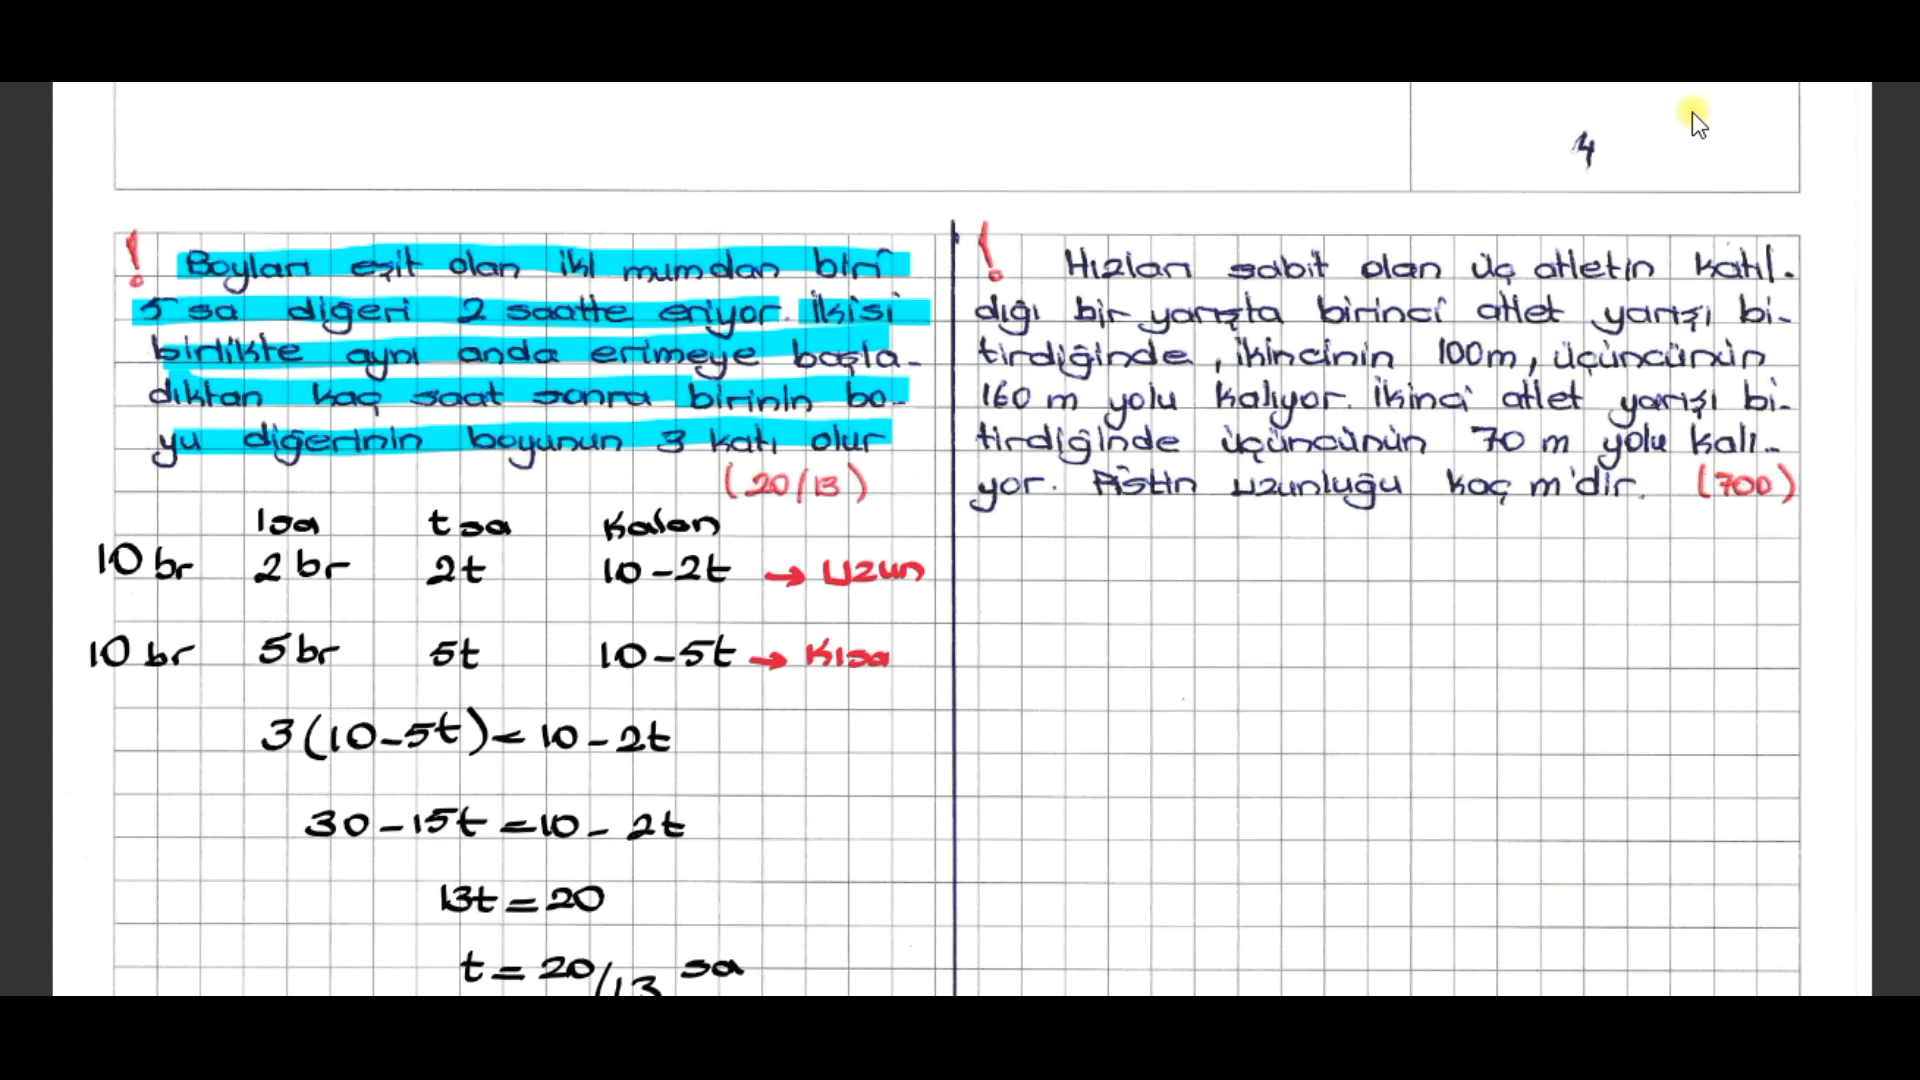 4
! Boyları eşit olan iki mumdan biri
5 sa diğeri 2 saatte eriyor. İkisi
birlikte aynı anda erimeye başla-
dıktan kaç saat sonra birinin bo-
yu diğerinin boyunun 3 katı olur
(20/13)
1sa tsa Kalan
10 br 2 br 2t 10-2t → Uzun
10 br 5 br 5t 10-5t → Kısa
3(10-5t)=10-2t
30-15t=10-2t
13t=20
t=20/13 sa
! Hızları sabit olan üç atletin katıl-
dığı bir yarışta birinci atlet yarışı bi-
tirdiğinde, ikincinin 100m, üçüncünün
160 m yolu kalıyor. İkinci atlet yarışı bi-
tirdiğinde üçüncünün 70 m yolu kalı-
yor. Pistin uzunluğu kaç m'dir. (700)